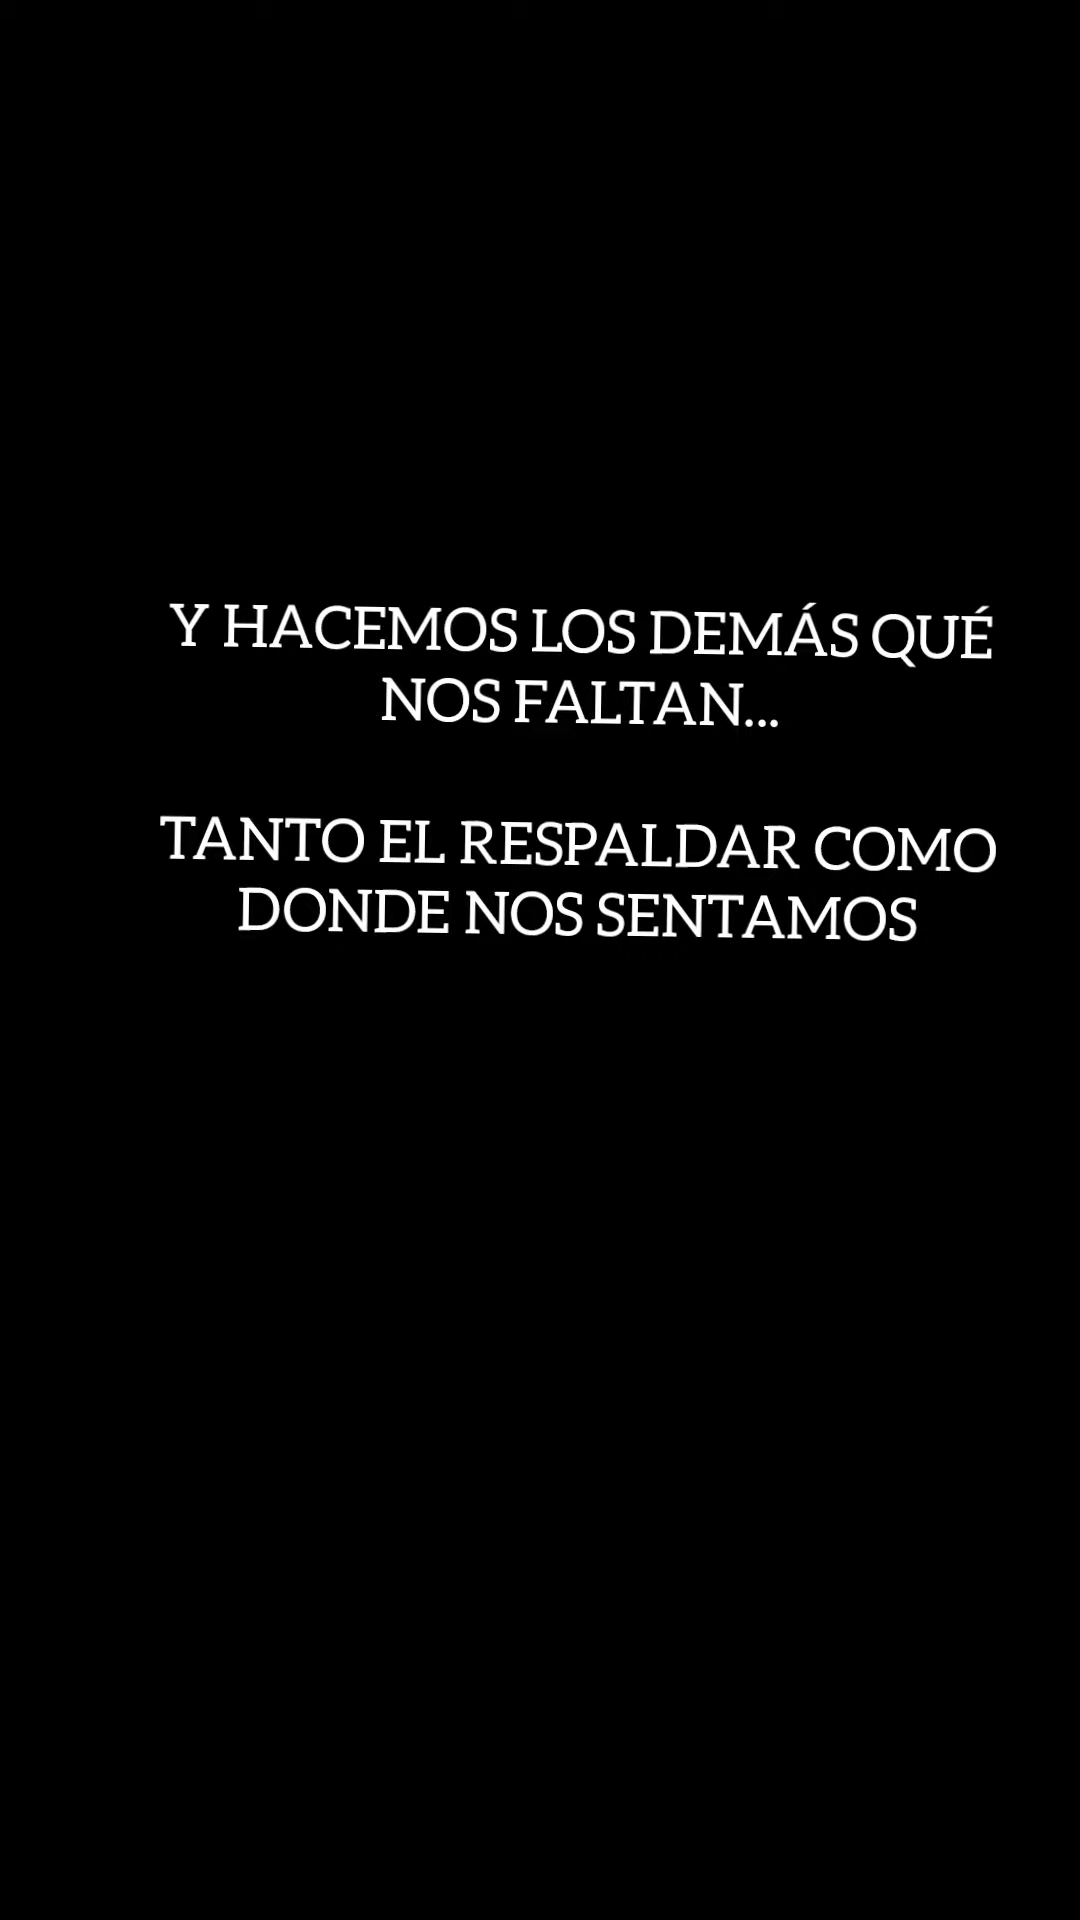 Y HACEMOS LOS DEMÁS QUÉ
NOS FALTAN...
TANTO EL RESPALDAR COMO
DONDE NOS SENTAMOS